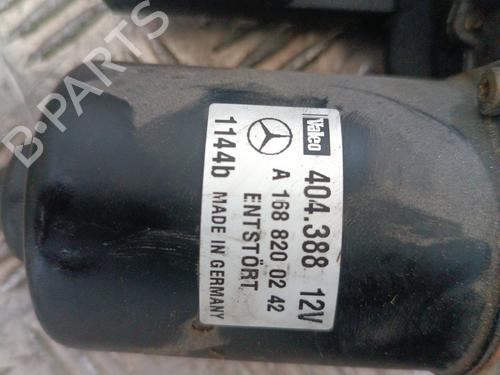 B-PARTS
Valeo 404.388 12V
A 168 820 02 42
ENTSTÖRT
1144b MADE IN GERMANY